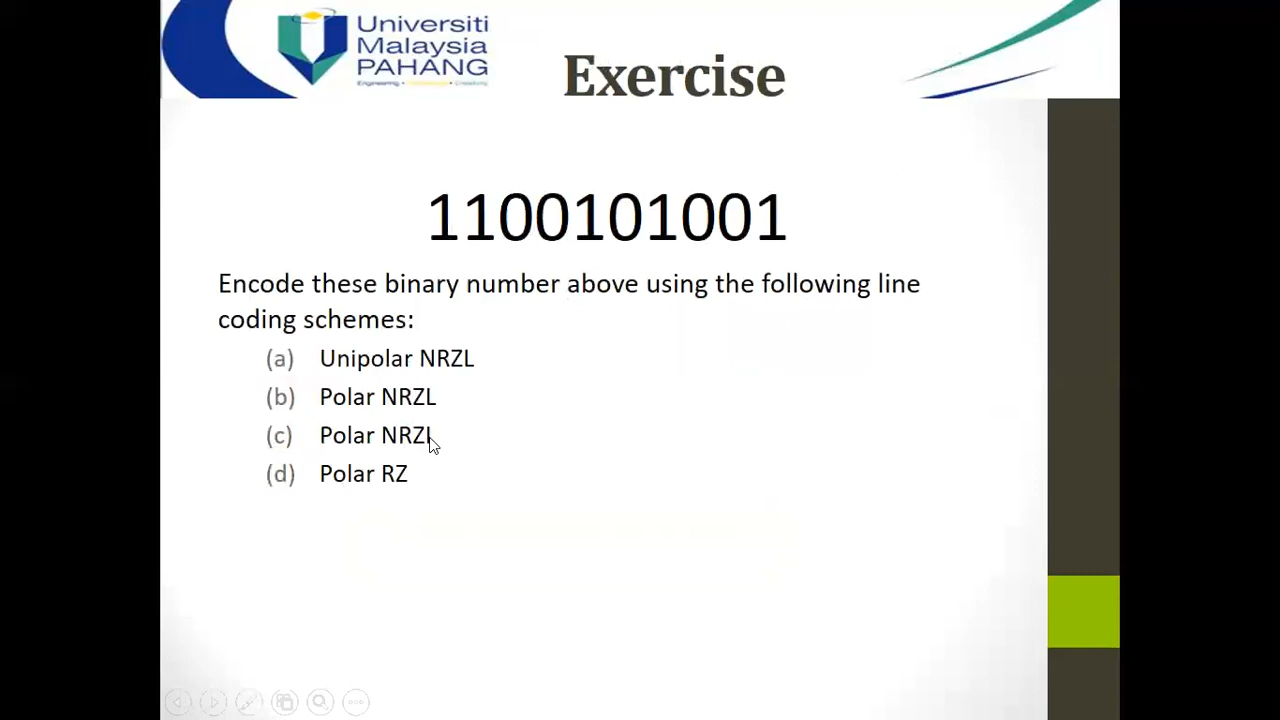 Universiti
Malaysia
PAHANG
Exercise
1100101001
Encode these binary number above using the following line
coding schemes:
(a) Unipolar NRZL
(b) Polar NRZL
(c) Polar NRZI
(d) Polar RZ